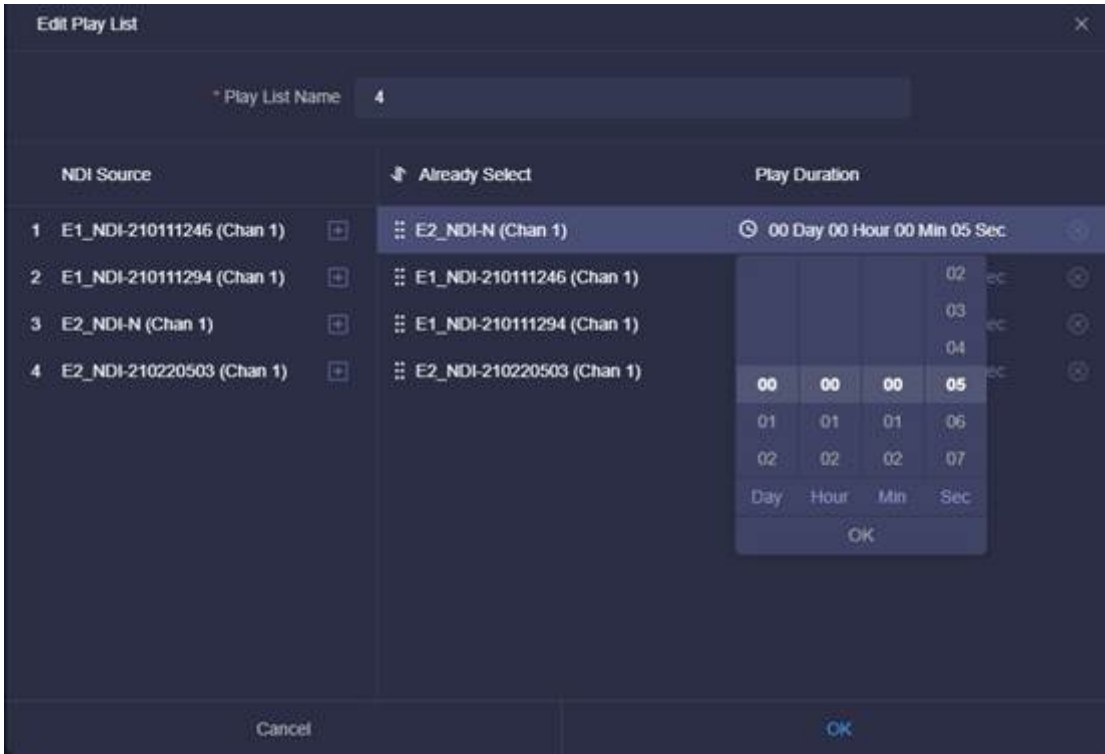 Edit Play List
* Play List Name 4
NDI Source Already Select Play Duration
1 E1_NDI-210111246 (Chan 1) E2_NDI-N (Chan 1) 00 Day 00 Hour 00 Min 05 Sec
2 E1_NDI-210111294 (Chan 1) E1_NDI-210111246 (Chan 1) ec
3 E2_NDI-N (Chan 1) E1_NDI-210111294 (Chan 1) ec
4 E2_NDI-210220503 (Chan 1) E2_NDI-210220503 (Chan 1) ec
02
03
04
00 00 00 05
01 01 01 06
02 02 02 07
Day Hour Min Sec
OK
Cancel OK